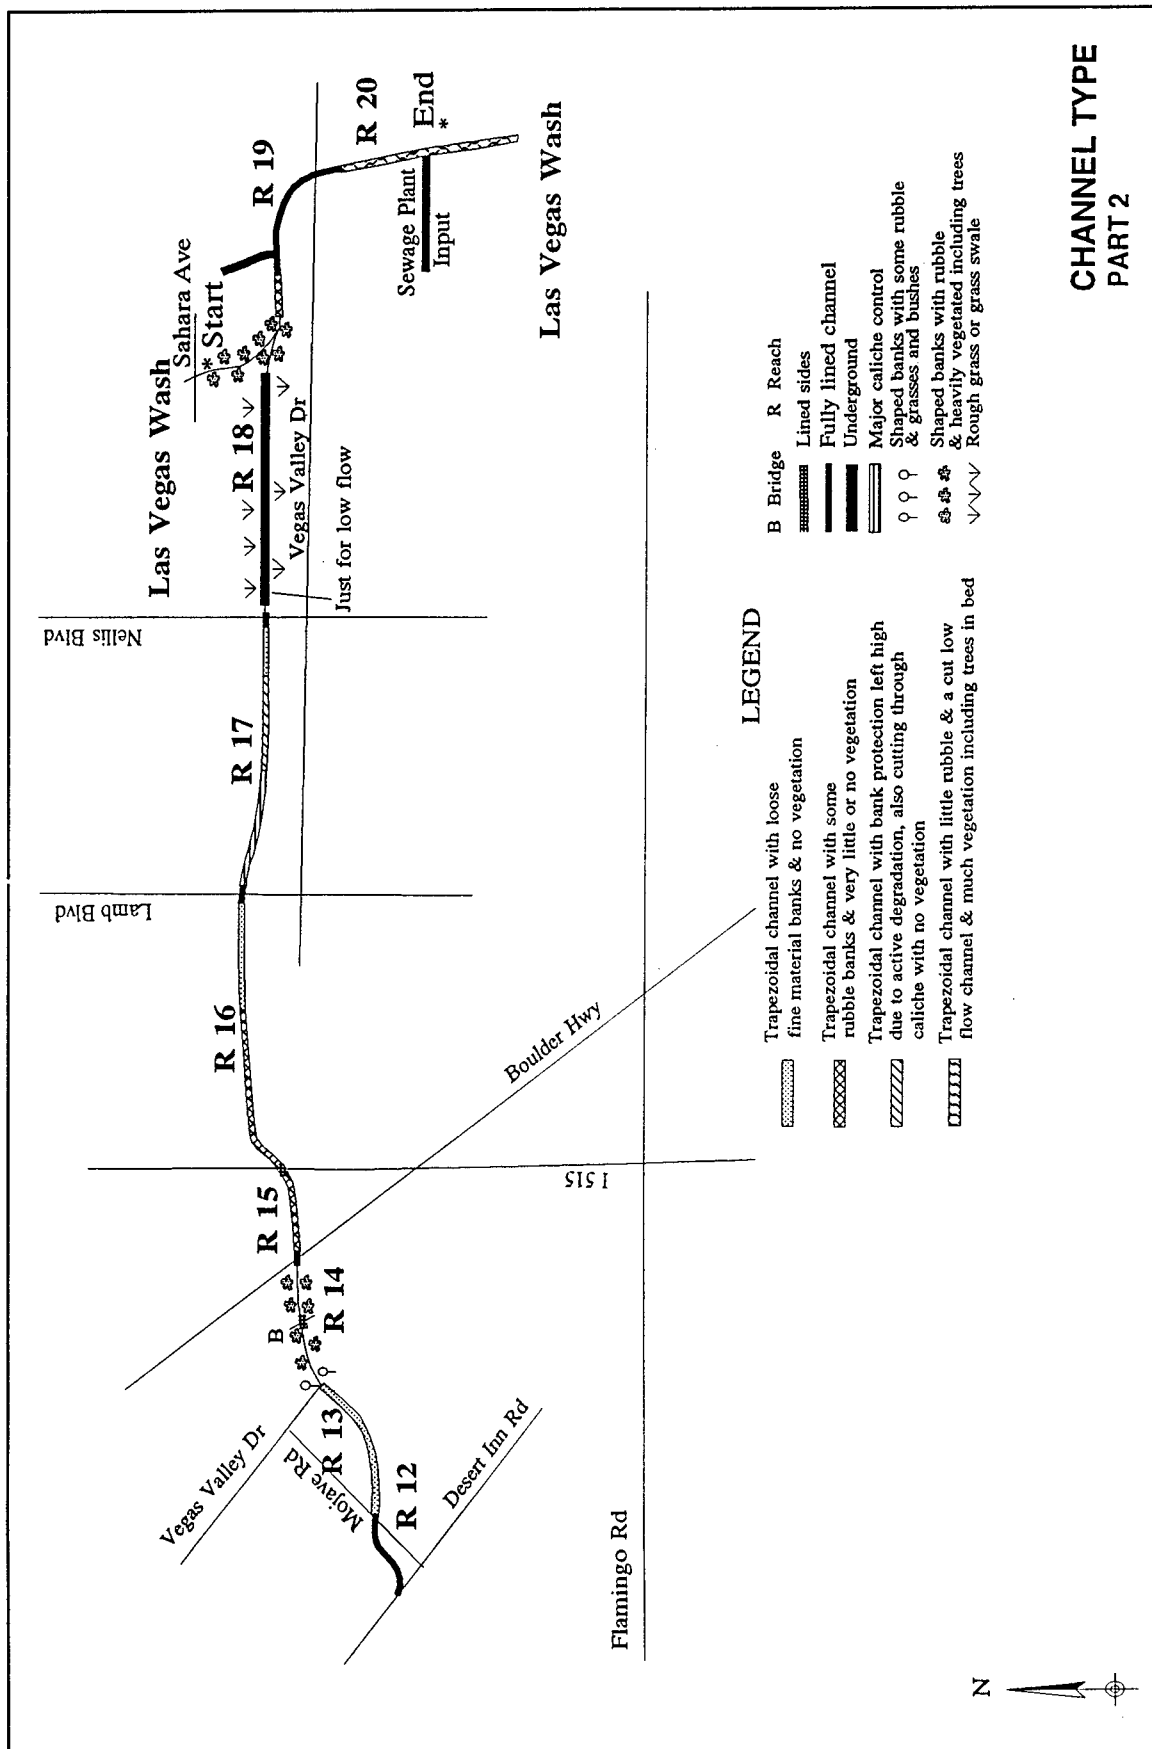 CHANNEL TYPE
PART 2
Las Vegas Wash
Sahara Ave
* Start
R 19
R 20
End
*
Sewage Plant
Input
Las Vegas Wash
R 18
Vegas Valley Dr
Just for low flow
Nellis Blvd
R 17
Lamb Blvd
R 16
Boulder Hwy
I 515
R 15
R 14
B
R 13
Vegas Valley Dr
Mojave Rd
R 12
Desert Inn Rd
Flamingo Rd
N
LEGEND
Trapezoidal channel with loose
fine material banks & no vegetation
Trapezoidal channel with some
rubble banks & very little or no vegetation
Trapezoidal channel with bank protection left high
due to active degradation, also cutting through
caliche with no vegetation
Trapezoidal channel with little rubble & a cut low
flow channel & much vegetation including trees in bed
B Bridge R Reach
Lined sides
Fully lined channel
Underground
Major caliche control
Shaped banks with some rubble
& grasses and bushes
Shaped banks with rubble
& heavily vegetated including trees
Rough grass or grass swale